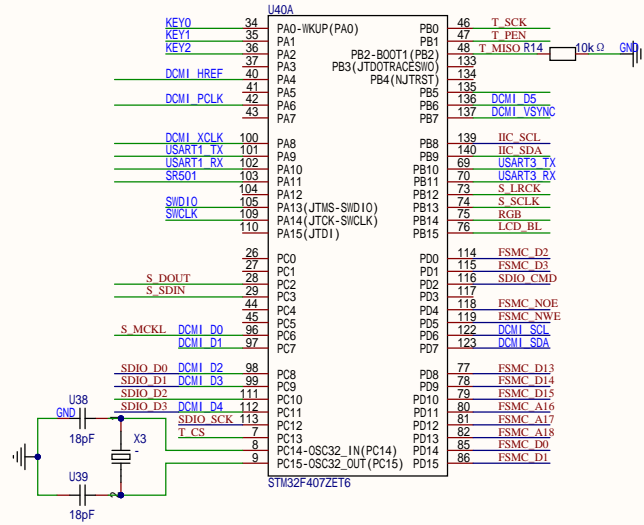 U40A
KEY0 34 PA0-WKUP(PA0) PB0 46 T_SCK
KEY1 35 PA1 PB1 47 T_PEN
KEY2 36 PA2 PB2-BOOT1(PB2) 48 T_MISO R14 10kΩ GND
37 PA3 PB3(JTDOTRACESWO) 133
DCMI_HREF 40 PA4 PB4(NJTRST) 134
41 PA5 PB5 135
DCMI_PCLK 42 PA6 PB6 136 DCMI_D5
43 PA7 PB7 137 DCMI_VSYNC
DCMI_XCLK 100 PA8 PB8 139 IIC_SCL
USART1_TX 101 PA9 PB9 140 IIC_SDA
USART1_RX 102 PA10 PB10 69 USART3_TX
SR501 103 PA11 PB11 70 USART3_RX
104 PA12 PB12 73 S_LRCK
SWDIO 105 PA13(JTMS-SWDIO) PB13 74 S_SCLK
SWCLK 109 PA14(JTCK-SWCLK) PB14 75 RGB
110 PA15(JTDI) PB15 76 LCD_BL
26 PC0 PD0 114 FSMC_D2
27 PC1 PD1 115 FSMC_D3
S_DOUT 28 PC2 PD2 116 SDIO_CMD
S_SDIN 29 PC3 PD3 117
44 PC4 PD4 118 FSMC_NOE
45 PC5 PD5 119 FSMC_NWE
S_MCKL DCMI_D0 96 PC6 PD6 122 DCMI_SCL
DCMI_D1 97 PC7 PD7 123 DCMI_SDA
SDIO_D0 DCMI_D2 98 PC8 PD8 77 FSMC_D13
SDIO_D1 DCMI_D3 99 PC9 PD9 78 FSMC_D14
SDIO_D2 111 PC10 PD10 79 FSMC_D15
SDIO_D3 DCMI_D4 112 PC11 PD11 80 FSMC_A16
SDIO_SCK 113 PC12 PD12 81 FSMC_A17
T_CS 7 PC13 PD13 82 FSMC_A18
8 PC14-OSC32_IN(PC14) PD14 85 FSMC_D0
9 PC15-OSC32_OUT(PC15) PD15 86 FSMC_D1
STM32F407ZET6
U38
GND
18pF
X3
U39
18pF